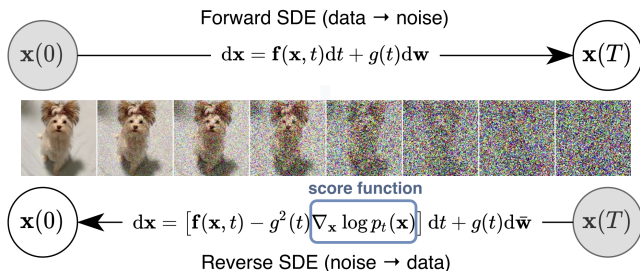 Forward SDE (data → noise)
x(0) dx = f(x, t)dt + g(t)dw x(T)
score function
x(0) dx = [f(x, t) − g²(t)∇ₓ log pₜ(x)] dt + g(t)dw̄ x(T)
Reverse SDE (noise → data)